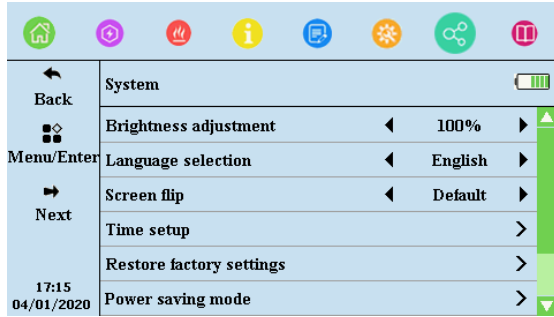 Back
Menu/Enter
Next
17:15
04/01/2020
System
Brightness adjustment 100%
Language selection English
Screen flip Default
Time setup
Restore factory settings
Power saving mode